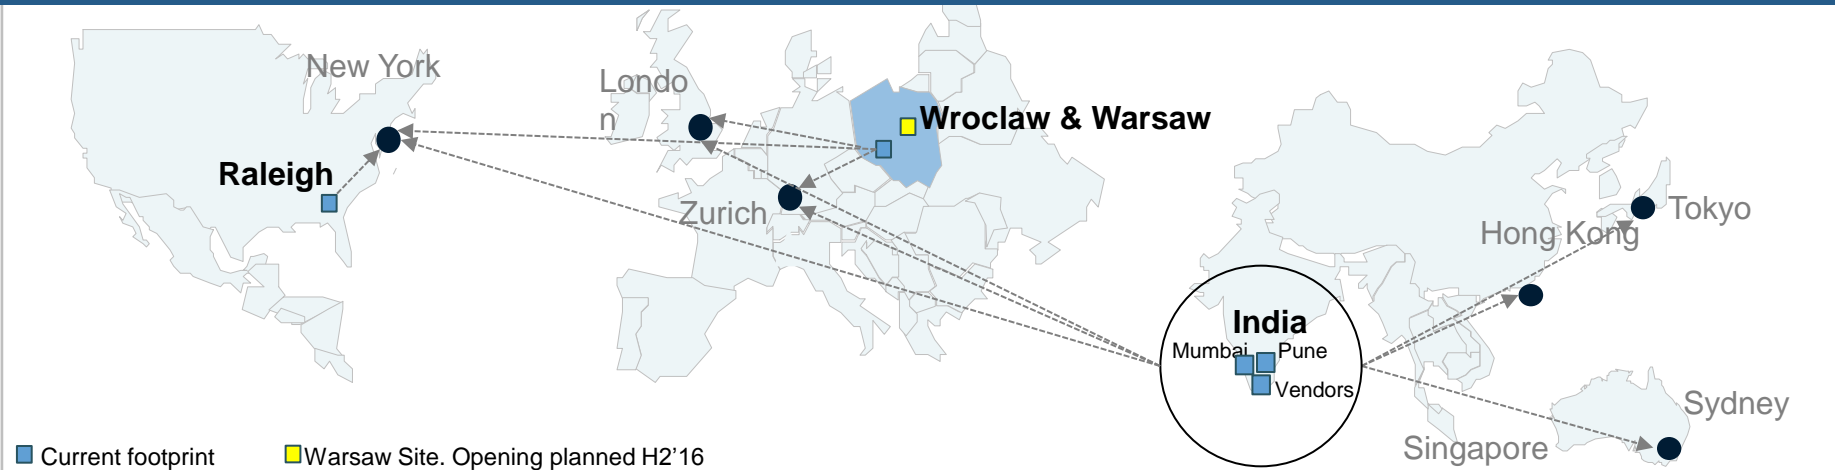 New York
Londo
n
Wroclaw & Warsaw
Raleigh
Zurich
Tokyo
Hong Kong
India
Mumbai
Pune
Vendors
Sydney
Singapore
Current footprint
Warsaw Site. Opening planned H2'16